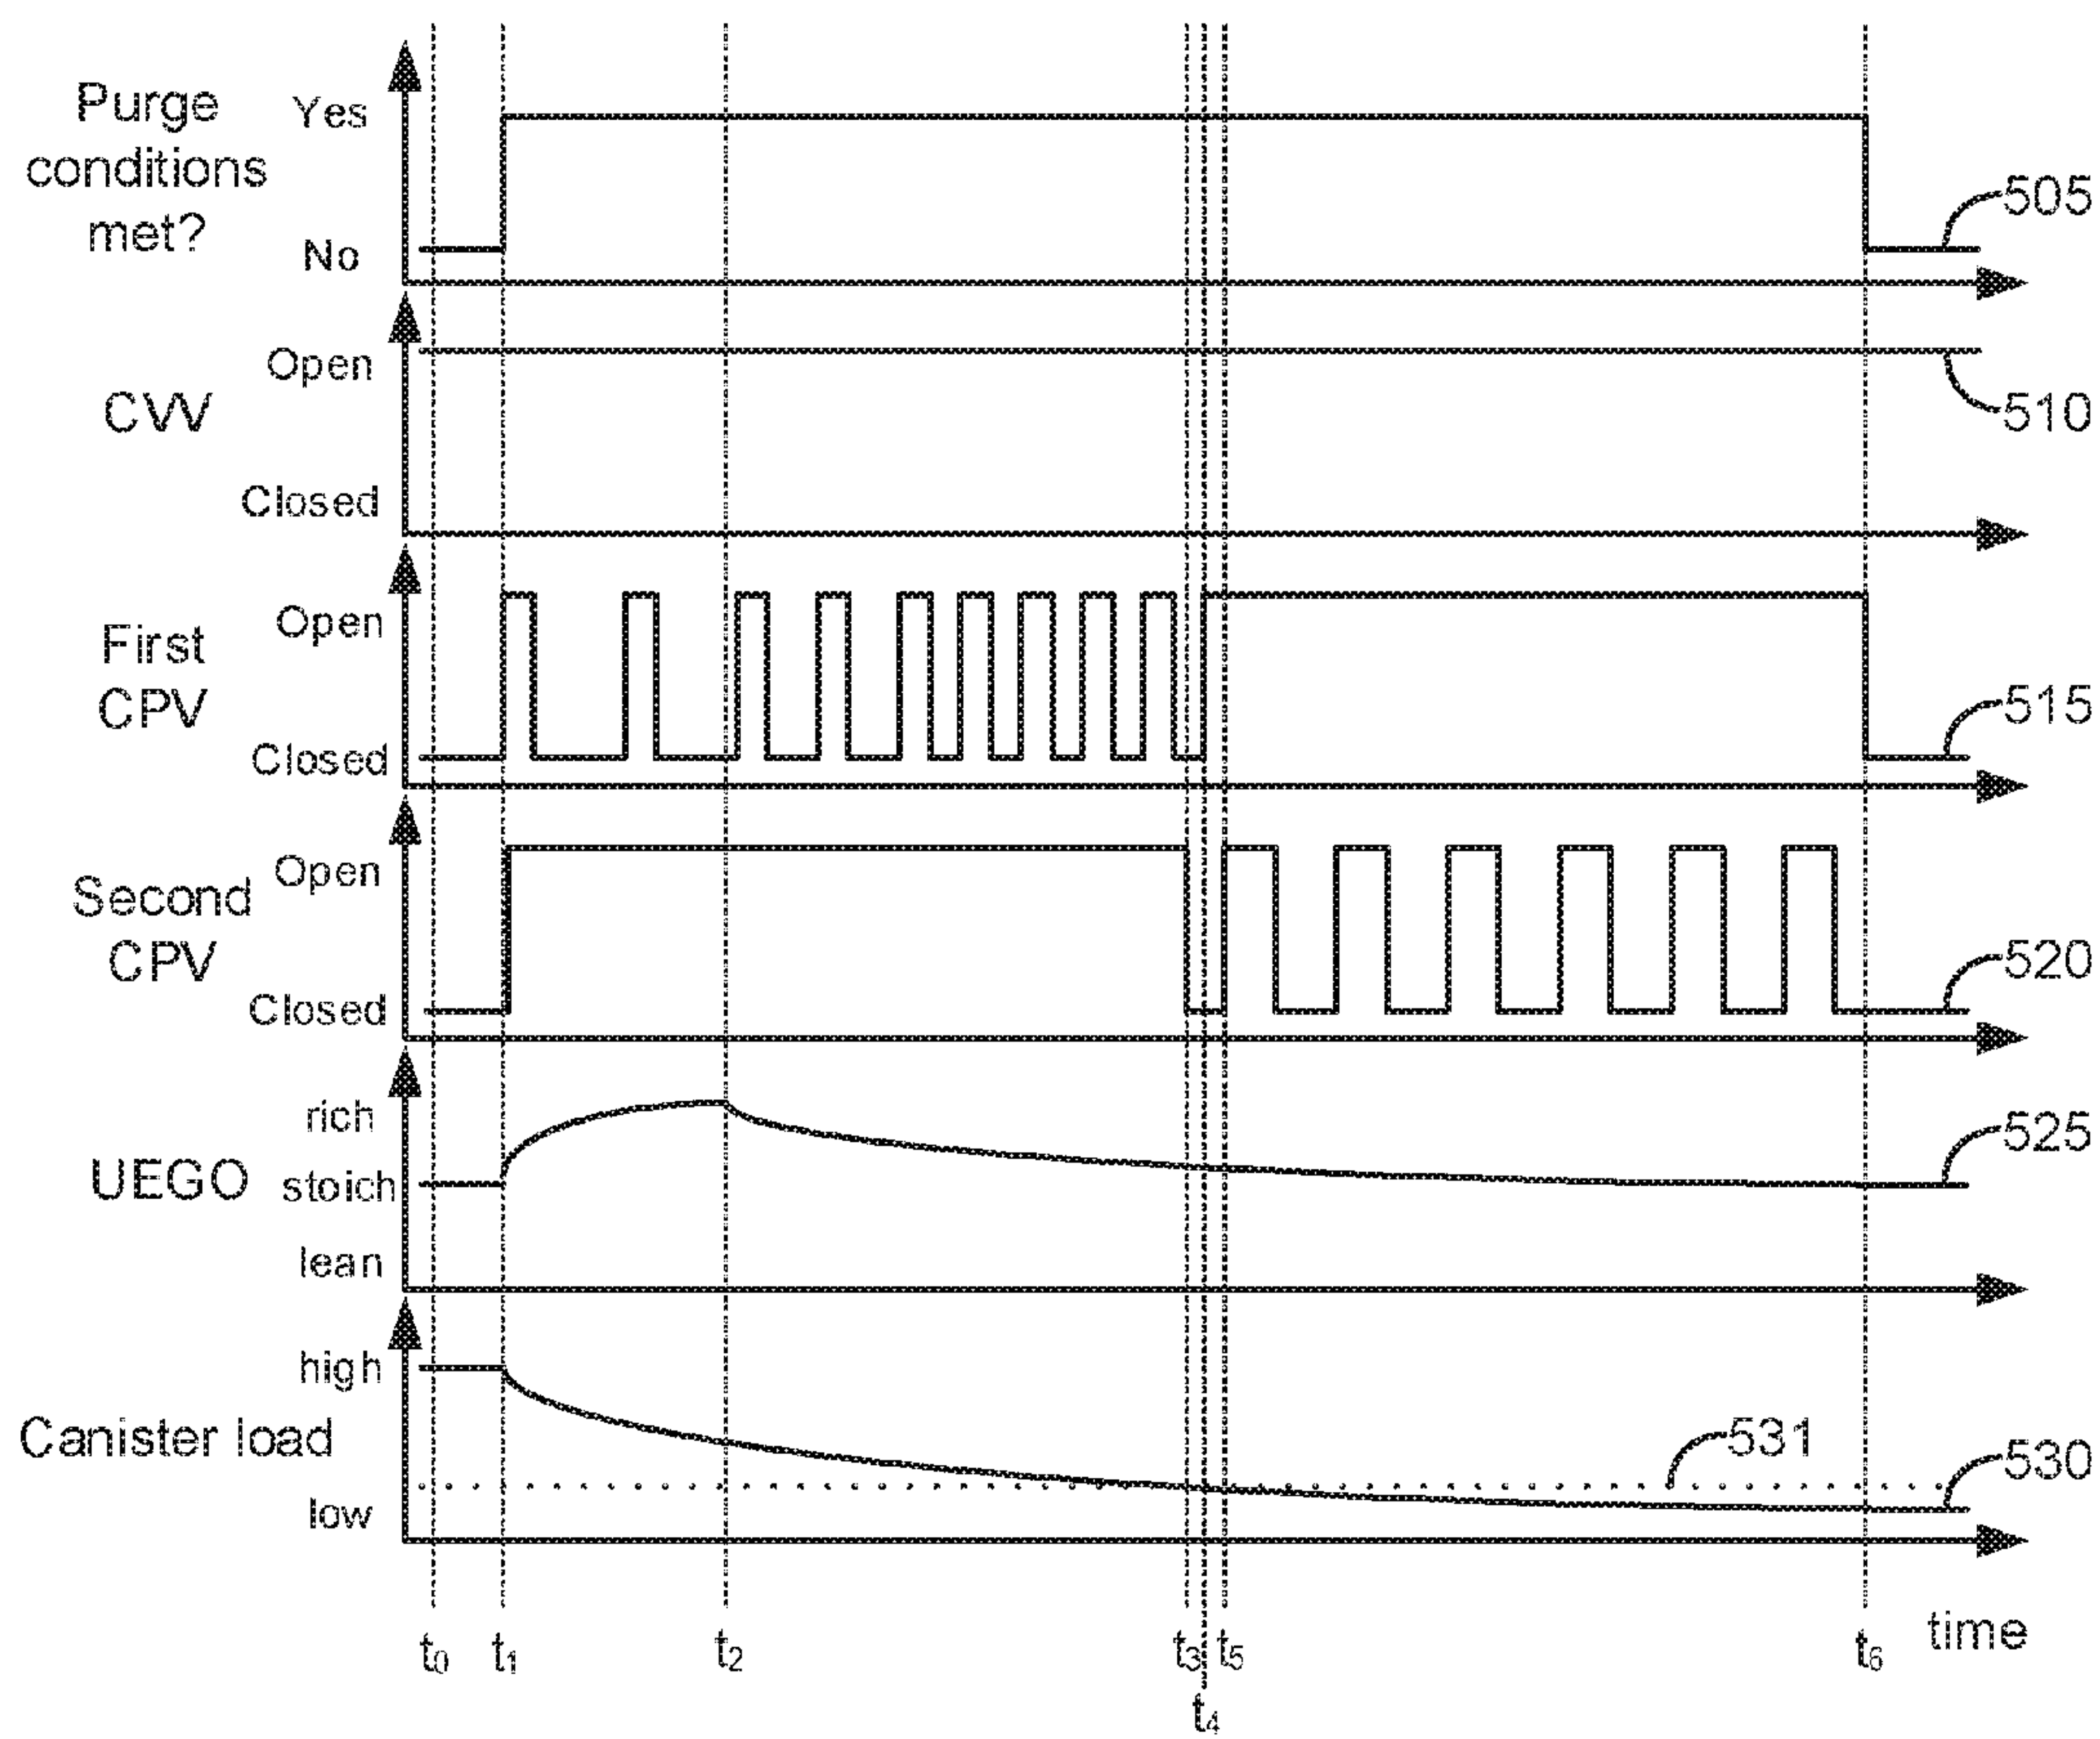 Purge
conditions
met?
Yes
No
505
CVV
Open
Closed
510
First
CPV
Open
Closed
515
Second
CPV
Open
Closed
520
UEGO
rich
stoich
lean
525
Canister load
high
low
531
530
t0 t1 t2 t3 t5 t6 time
t4